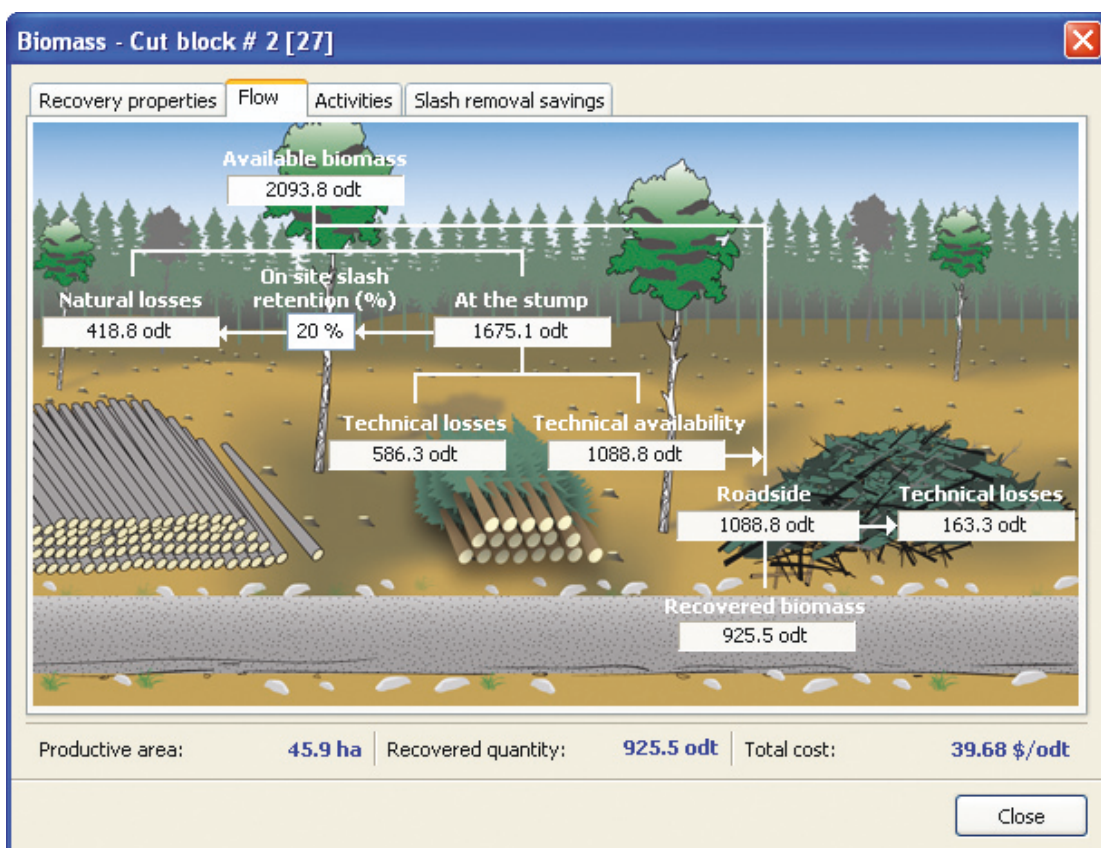 Biomass - Cut block # 2 [27]
Recovery properties Flow Activities Slash removal savings
Available biomass
2093.8 odt
On site slash
retention (%)
Natural losses At the stump
418.8 odt 20 % 1675.1 odt
Technical losses Technical availability
586.3 odt 1088.8 odt
Roadside Technical losses
1088.8 odt 163.3 odt
Recovered biomass
925.5 odt
Productive area: 45.9 ha Recovered quantity: 925.5 odt Total cost: 39.68 $/odt
Close